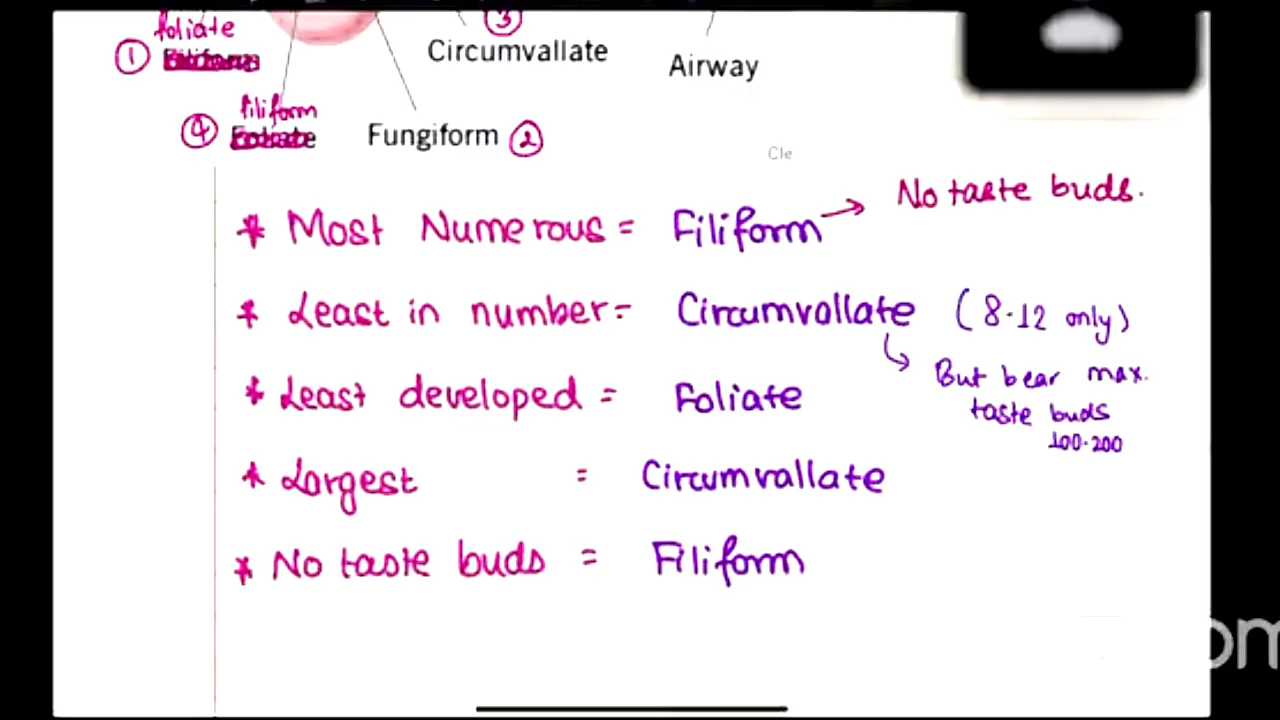 foliate
① 
③
Circumvallate
Airway
filiform
④
Fungiform ②
Cle
* Most Numerous = Filiform → No taste buds.
* Least in number = Circumvallate (8-12 only)
↳ But bear max.
taste buds
100-200
* Least developed = Foliate
* Largest = Circumvallate
* No taste buds = Filiform
om